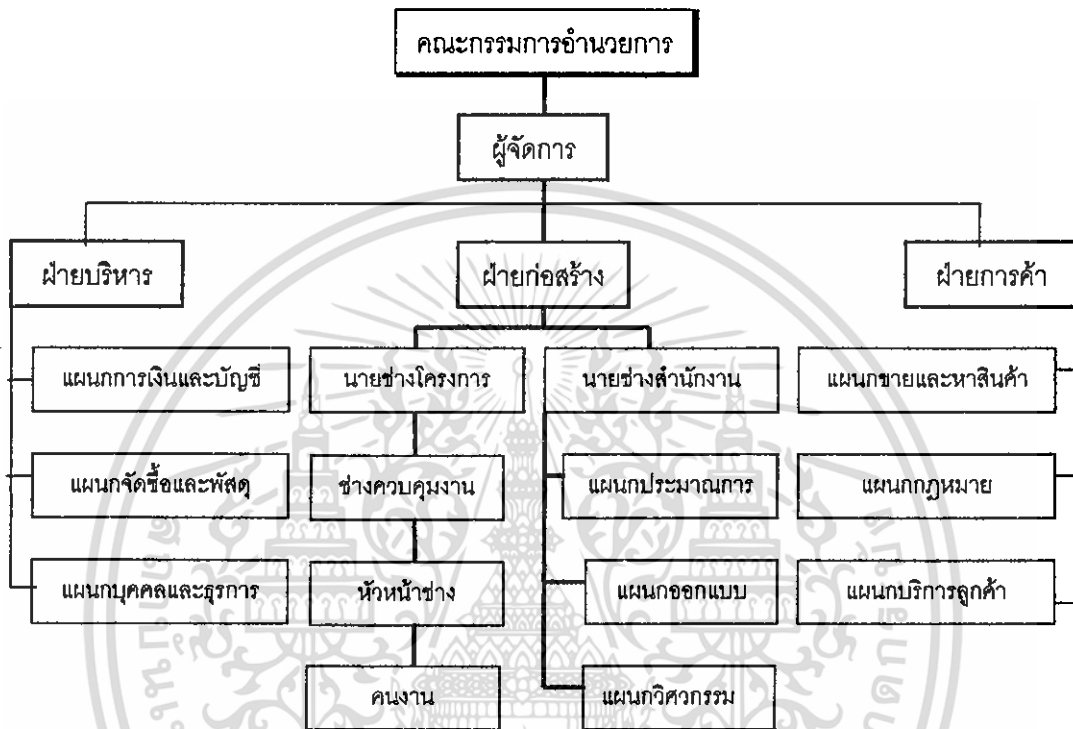 คณะกรรมการอำนวยการ
ผู้จัดการ
ฝ่ายบริหาร
ฝ่ายก่อสร้าง
ฝ่ายการค้า
แผนกการเงินและบัญชี
นายช่างโครงการ
นายช่างสำนักงาน
แผนกขายและหาสินค้า
แผนกจัดซื้อและพัสดุ
ช่างควบคุมงาน
แผนกประมาณการ
แผนกกฎหมาย
แผนกบุคคลและธุรการ
หัวหน้าช่าง
แผนกออกแบบ
แผนกบริการลูกค้า
คนงาน
แผนกวิศวกรรม